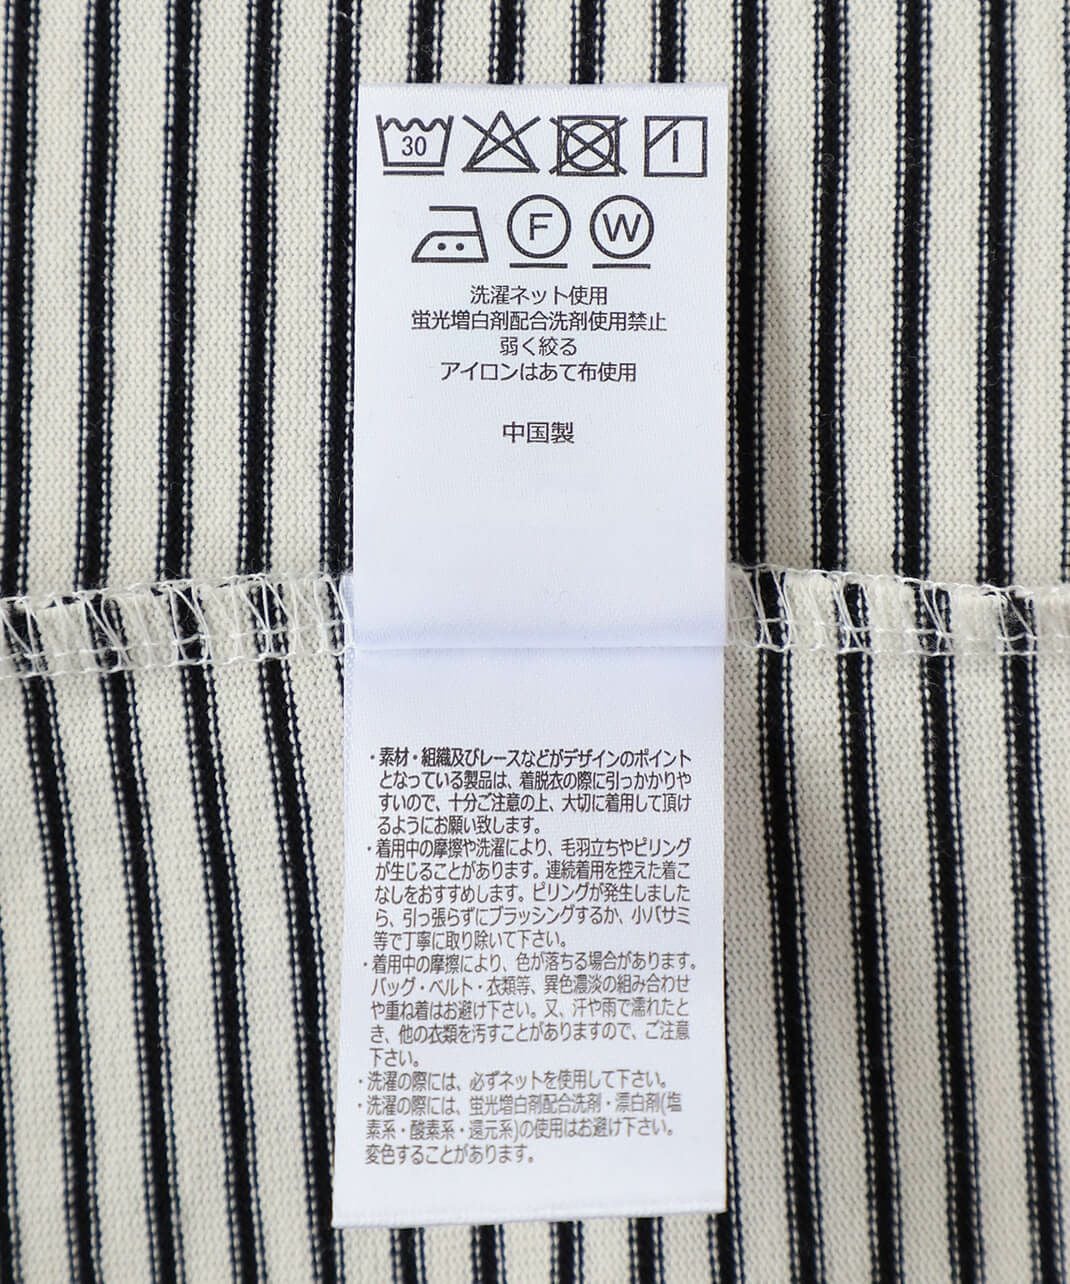 30
F W
洗濯ネット使用
蛍光増白剤配合洗剤使用禁止
弱く絞る
アイロンはあて布使用
中国製
・素材・組織及びレースなどがデザインのポイント
となっている製品は、着脱衣の際に引っかかりや
すいので、十分ご注意の上、大切に着用して頂け
るようにお願い致します。
・着用中の摩擦や洗濯により、毛羽立ちやピリング
が生じることがあります。連続着用を控えた着こ
なしをおすすめします。ピリングが発生しました
ら、引っ張らずにブラッシングするか、小バサミ
等で丁寧に取り除いて下さい。
・着用中の摩擦により、色が落ちる場合があります。
バッグ・ベルト・衣類等、異色濃淡の組み合わせ
や重ね着はお避け下さい。又、汗や雨で濡れたと
き、他の衣類を汚すことがありますので、ご注意
下さい。
・洗濯の際には、必ずネットを使用して下さい。
・洗濯の際には、蛍光増白剤配合洗剤・漂白剤(塩
素系・酸素系・還元系)の使用はお避け下さい。
変色することがあります。